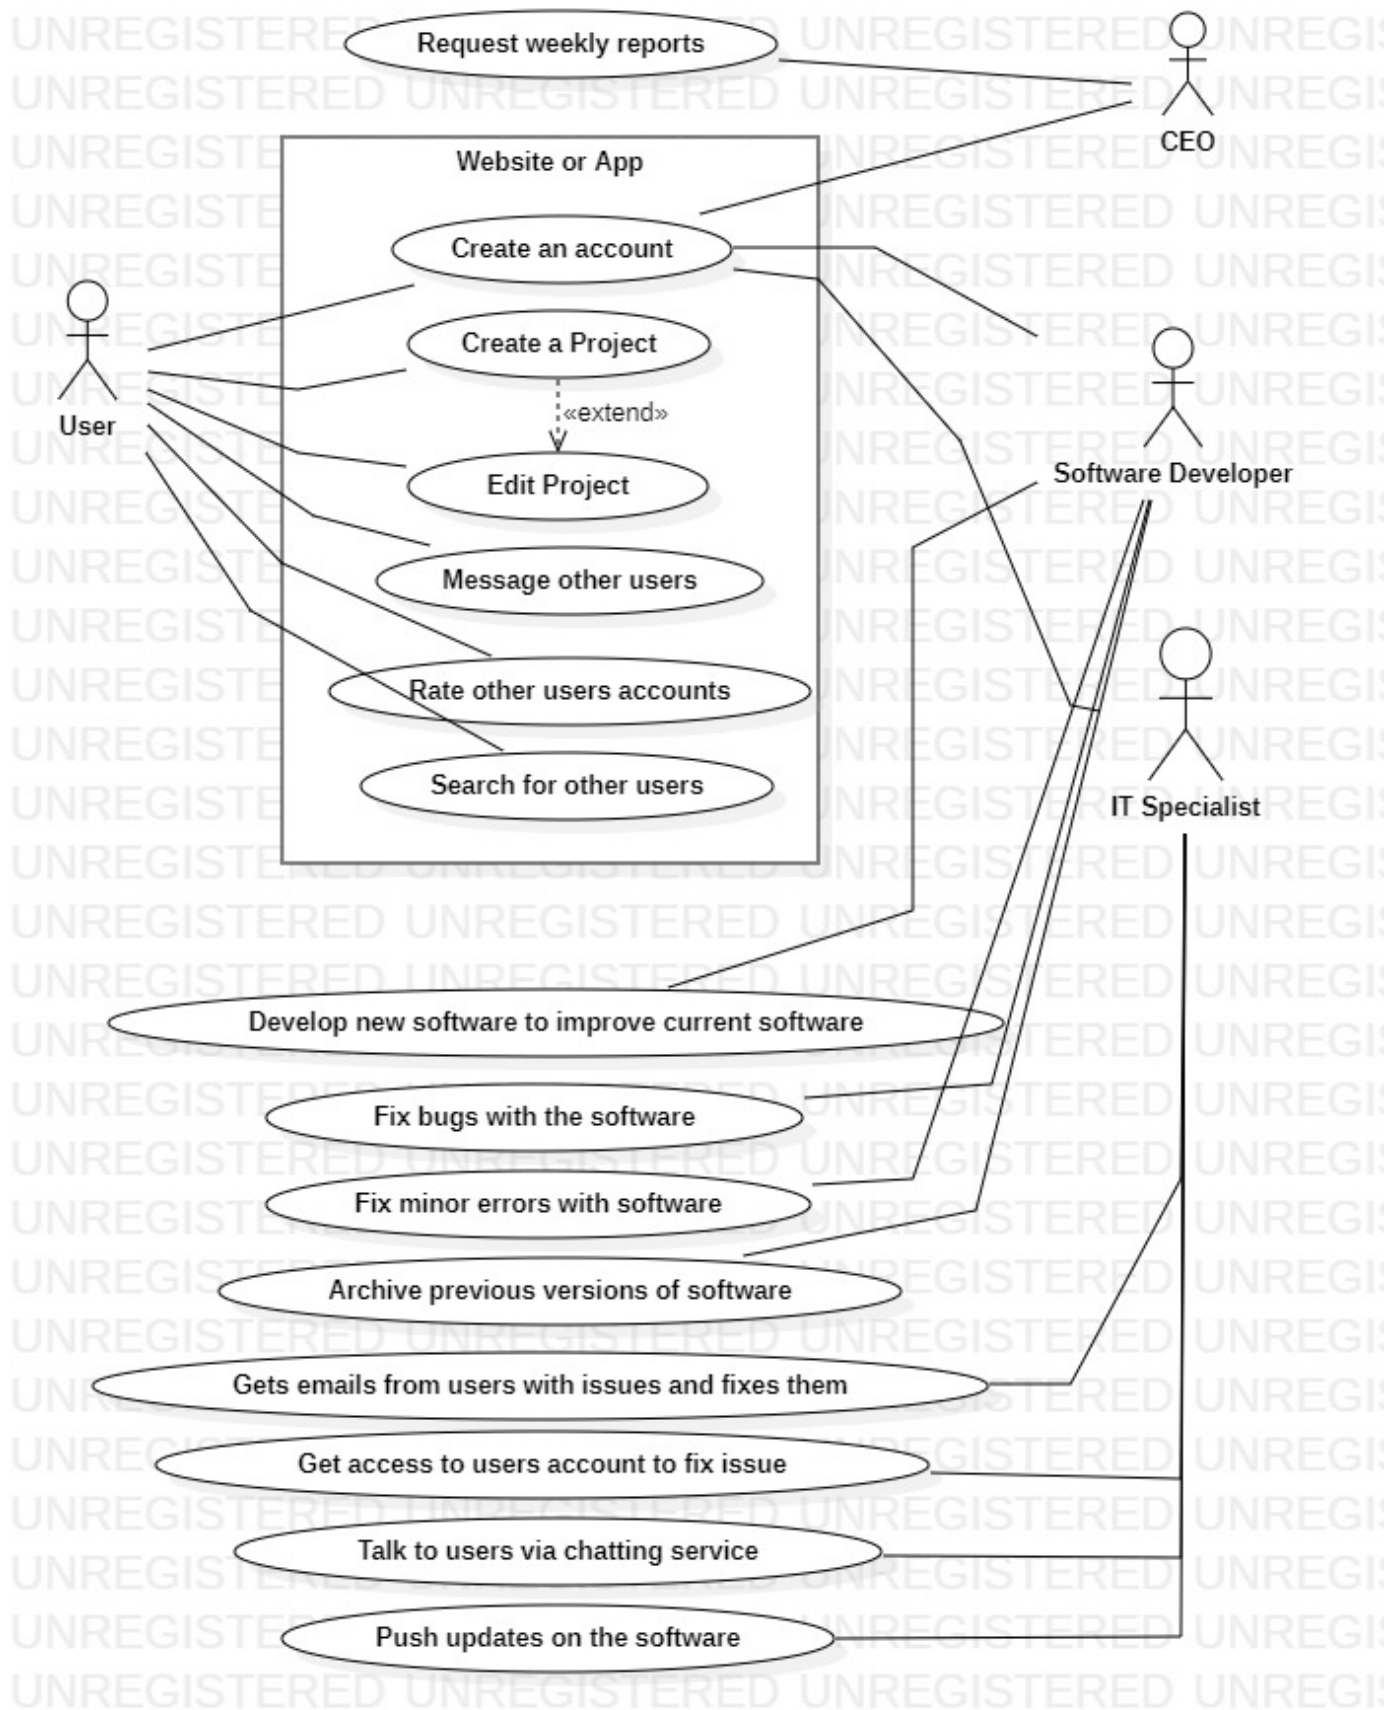 Request weekly reports
CEO
Website or App
Create an account
Create a Project
«extend»
User
Software Developer
Edit Project
Message other users
Rate other users accounts
Search for other users
IT Specialist
Develop new software to improve current software
Fix bugs with the software
Fix minor errors with software
Archive previous versions of software
Gets emails from users with issues and fixes them
Get access to users account to fix issue
Talk to users via chatting service
Push updates on the software
UNREGISTERED